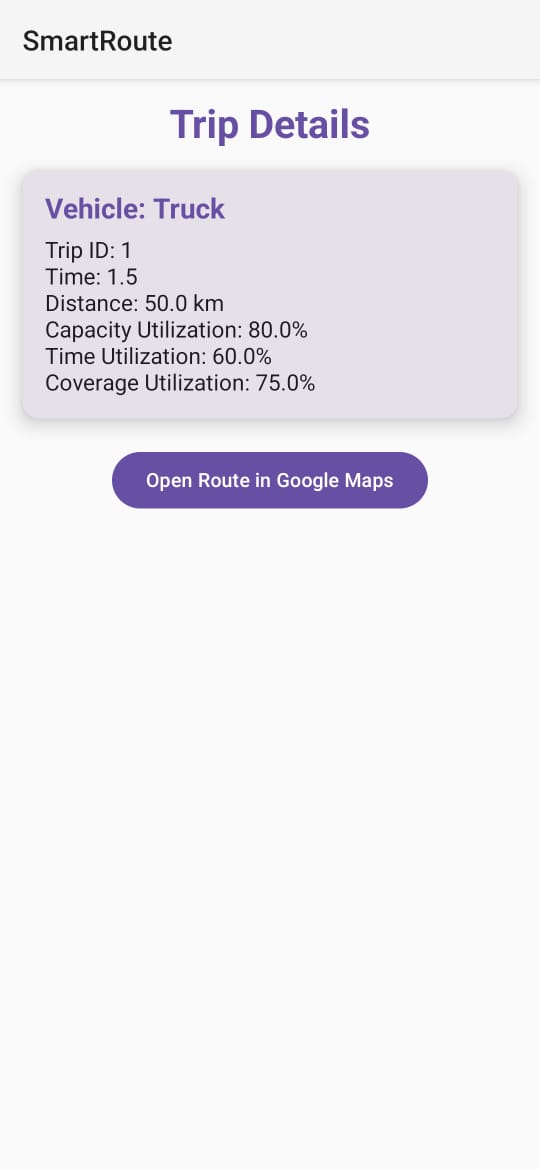 SmartRoute
Trip Details
Vehicle: Truck
Trip ID: 1
Time: 1.5
Distance: 50.0 km
Capacity Utilization: 80.0%
Time Utilization: 60.0%
Coverage Utilization: 75.0%
Open Route in Google Maps